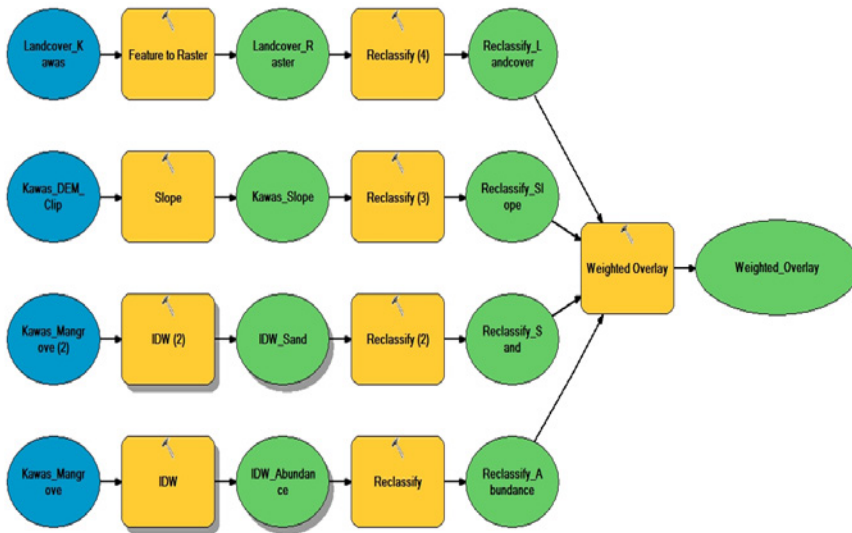 Landcover_K
awas
Feature to Raster
Landcover_R
aster
Reclassify (4)
Reclassify_L
andcover
Kawas_DEM_
Clip
Slope
Kawas_Slope
Reclassify (3)
Reclassify_Sl
ope
Weighted Overlay
Weighted_Overlay
Kawas_Mangr
ove (2)
IDW (2)
IDW_Sand
Reclassify (2)
Reclassify_S
and
Kawas_Mangr
ove
IDW
IDW_Abunda
nce
Reclassify
Reclassify_A
bundance